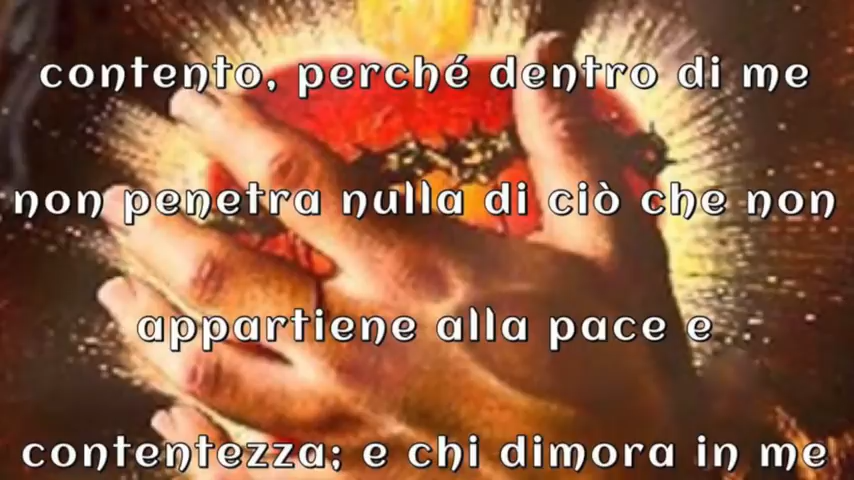 contento, perché dentro di me
non penetra nulla di ciò che non
appartiene alla pace e
contentezza; e chi dimora in me